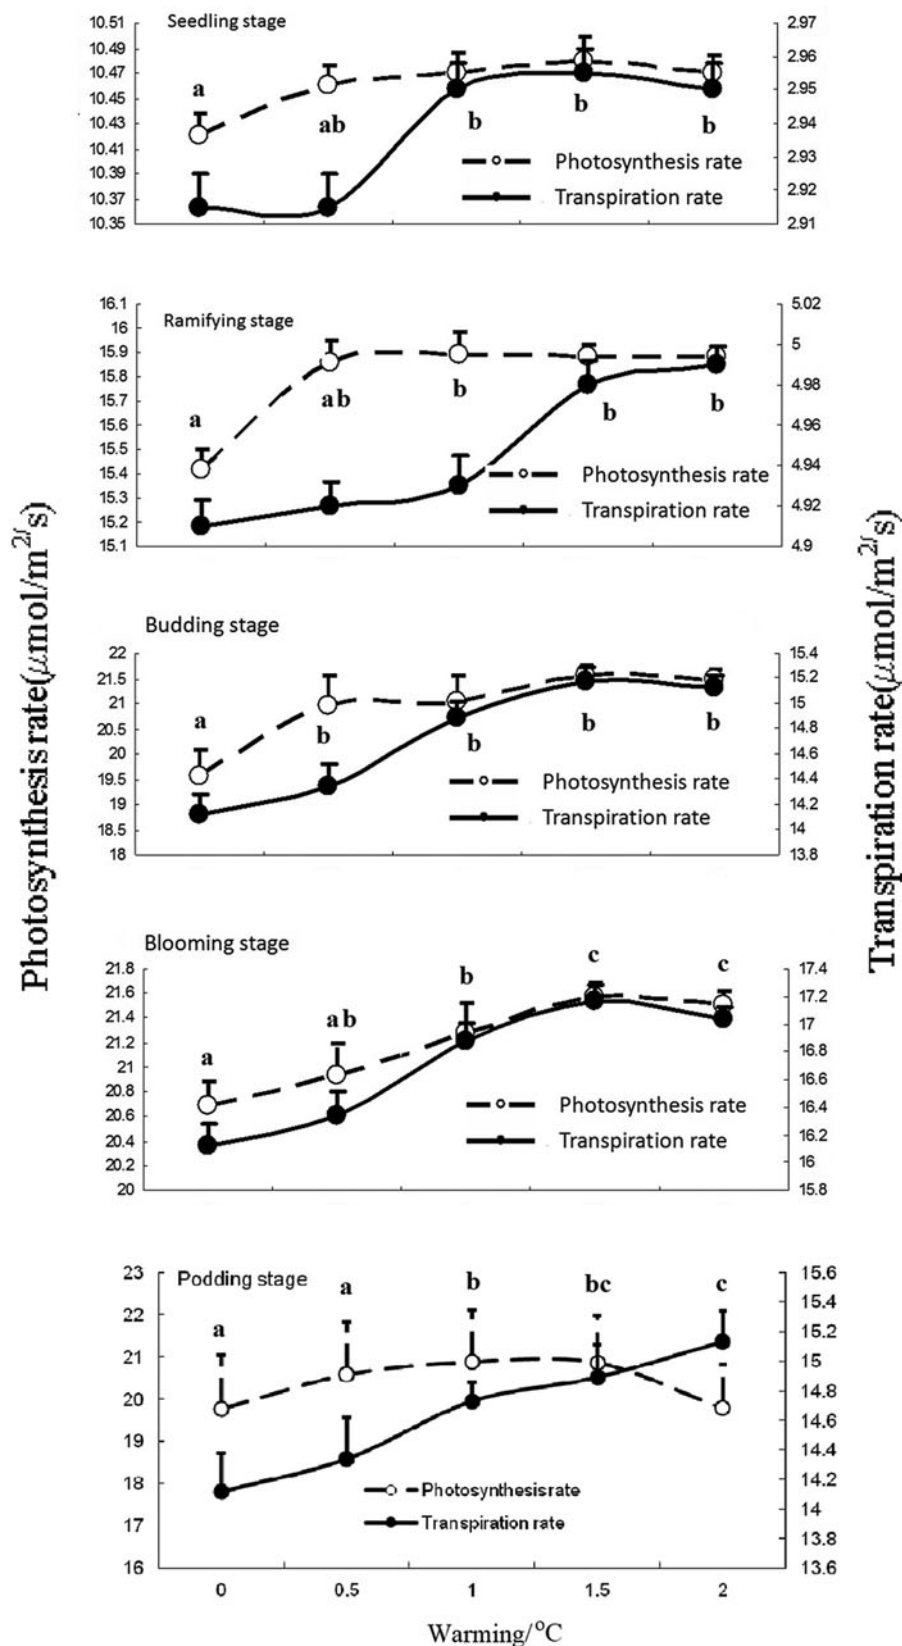 Seedling stage
10.51
10.49
10.47
10.45
10.43
10.41
10.39
10.37
10.35
a
ab
b
b
b
Photosynthesis rate
Transpiration rate
2.97
2.96
2.95
2.94
2.93
2.92
2.91
Ramifying stage
16.1
16
15.9
15.8
15.7
15.6
15.5
15.4
15.3
15.2
15.1
a
ab
b
b
b
Photosynthesis rate
Transpiration rate
5.02
5
4.98
4.96
4.94
4.92
4.9
Photosynthesis rate(μmol/m²/s)
Transpiration rate(μmol/m²/s)
Budding stage
22
21.5
21
20.5
20
19.5
19
18.5
18
a
b
b
b
b
Photosynthesis rate
Transpiration rate
15.4
15.2
15
14.8
14.6
14.4
14.2
14
13.8
Blooming stage
21.8
21.6
21.4
21.2
21
20.8
20.6
20.4
20.2
20
a
ab
b
c
c
Photosynthesis rate
Transpiration rate
17.4
17.2
17
16.8
16.6
16.4
16.2
16
15.8
Podding stage
23
22
21
20
19
18
17
16
a
a
b
bc
c
Photosynthesis rate
Transpiration rate
15.6
15.4
15.2
15
14.8
14.6
14.4
14.2
14
13.8
13.6
0 0.5 1 1.5 2
Warming/°C